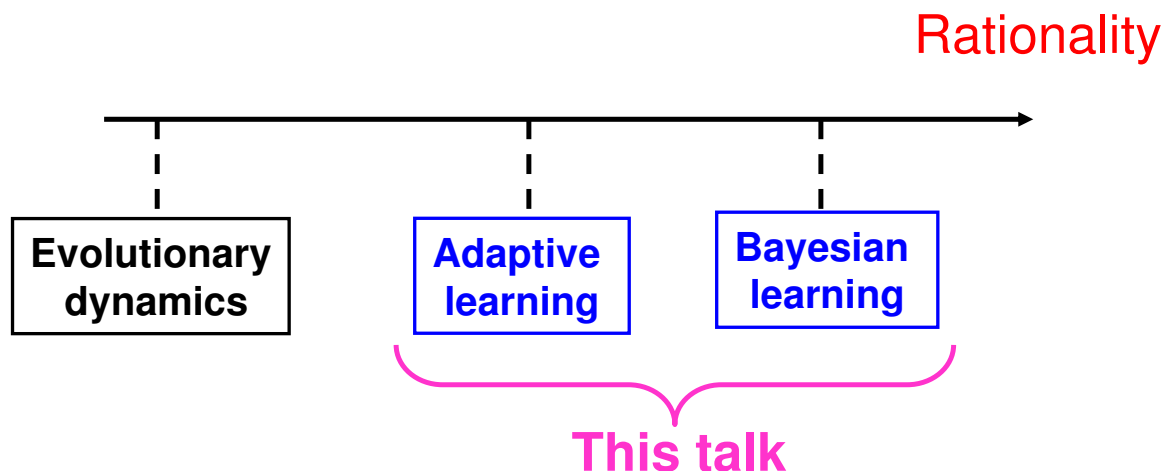 Rationality
Evolutionary
dynamics
Adaptive
learning
Bayesian
learning
This talk